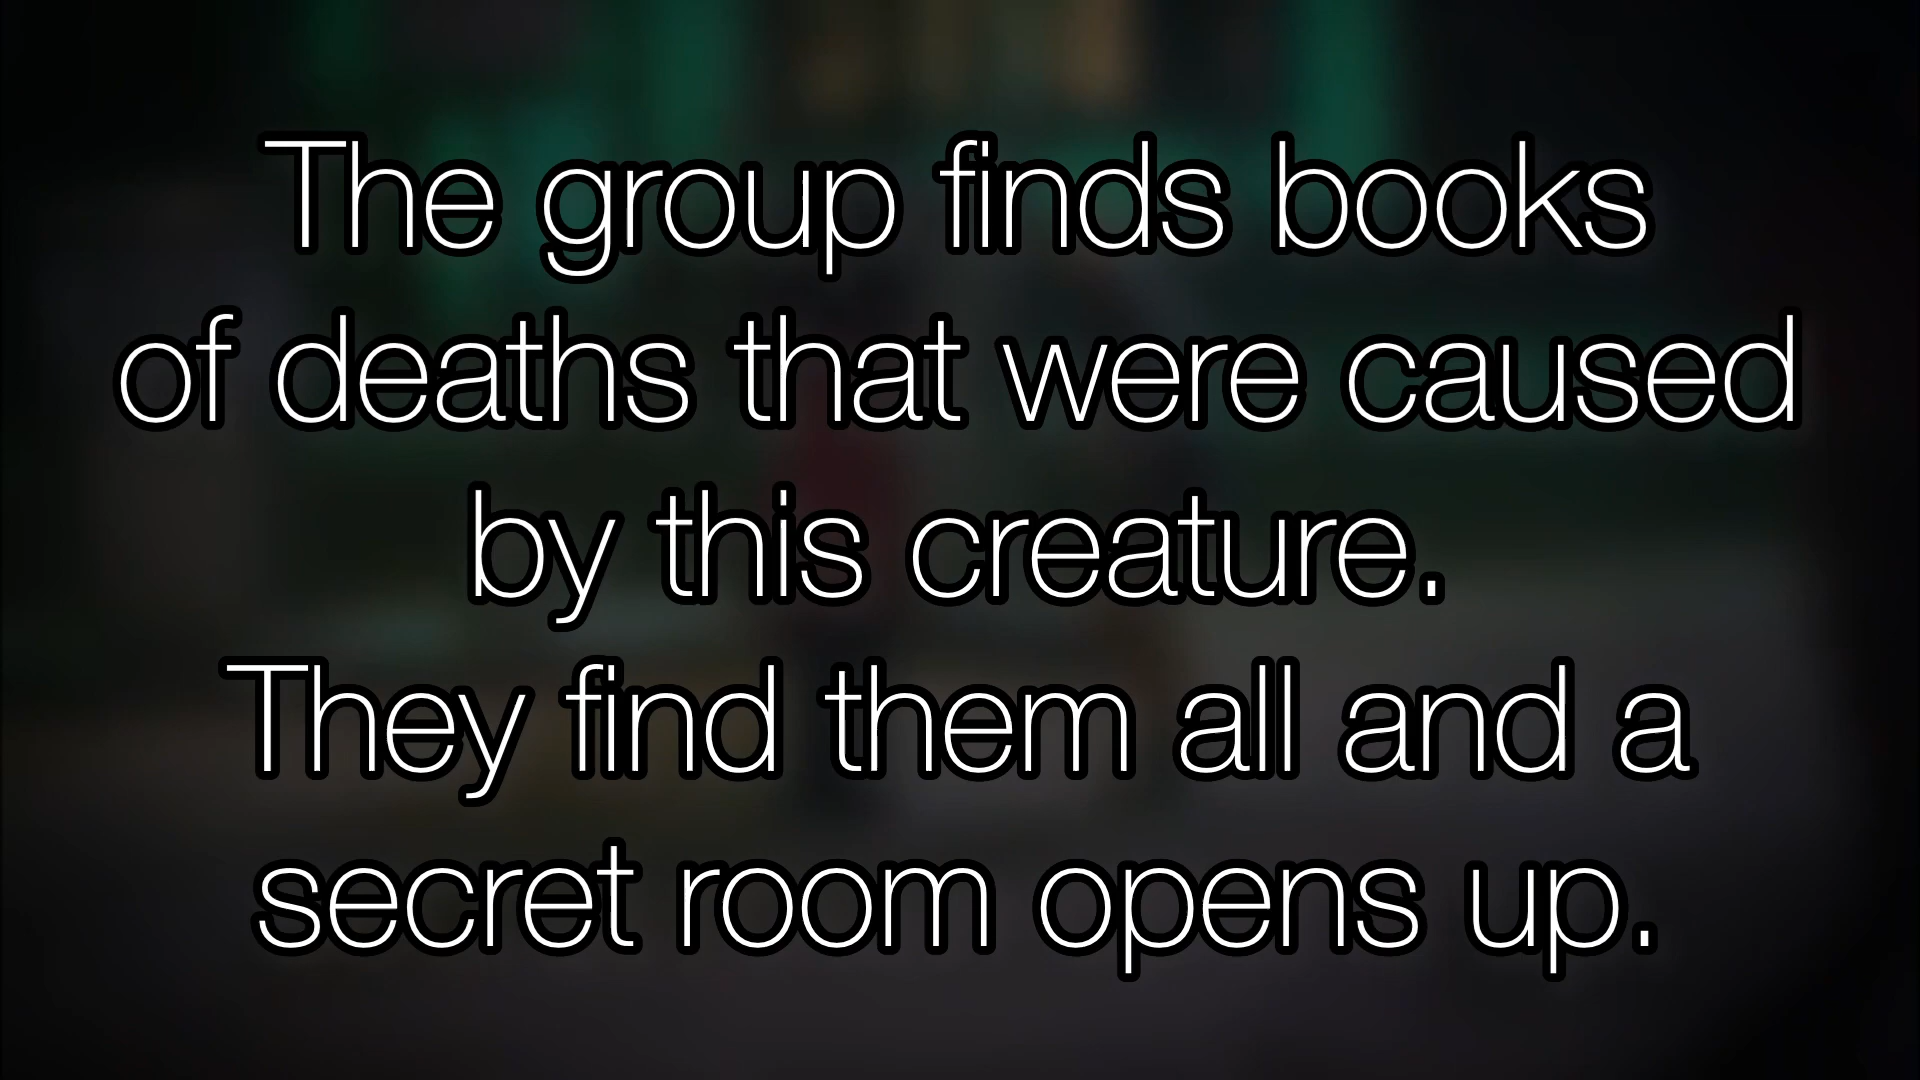 The group finds books
of deaths that were caused
by this creature.
They find them all and a
secret room opens up.